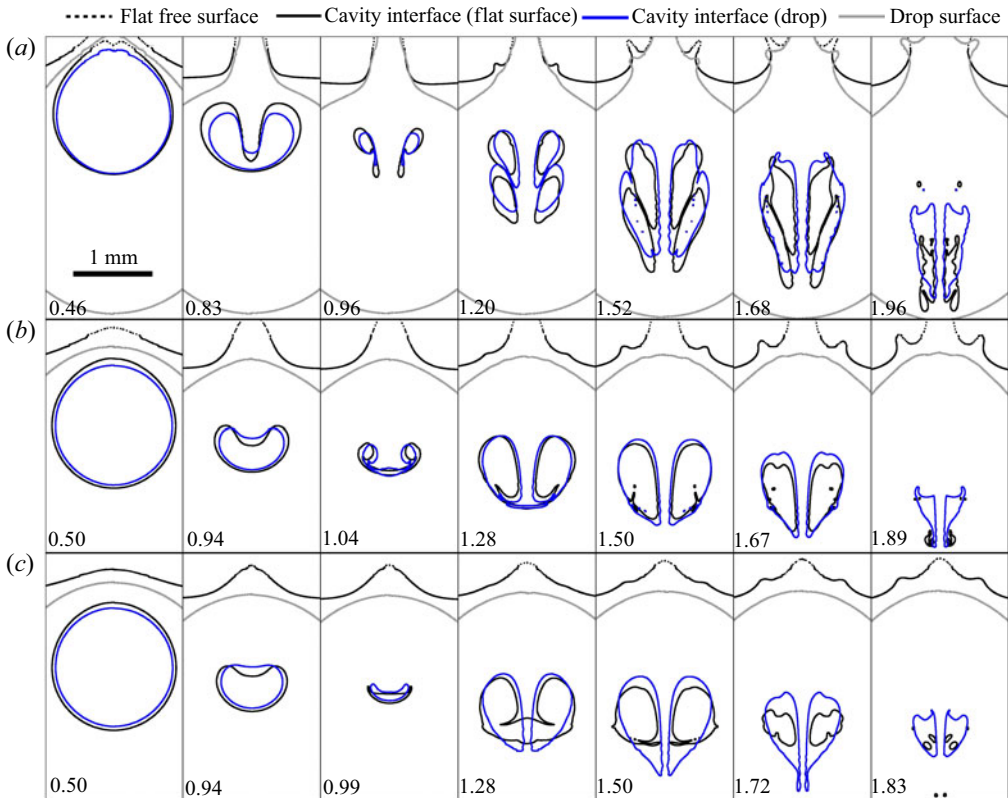 Flat free surface Cavity interface (flat surface) Cavity interface (drop) Drop surface
(a)
1 mm
0.46 0.83 0.96 1.20 1.52 1.68 1.96
(b)
0.50 0.94 1.04 1.28 1.50 1.67 1.89
(c)
0.50 0.94 0.99 1.28 1.50 1.72 1.83